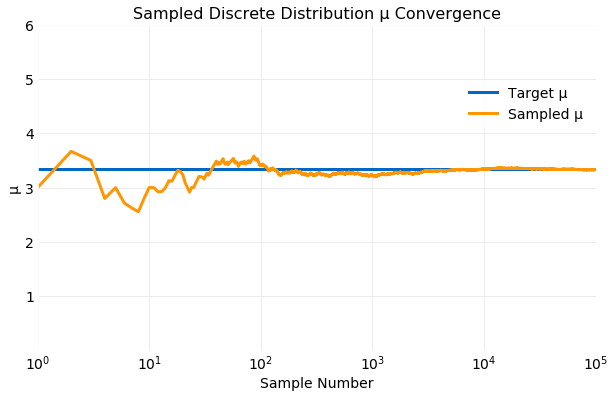 Sampled Discrete Distribution μ Convergence
6
5
4
3
2
1
μ
Target μ
Sampled μ
10⁰ 10¹ 10² 10³ 10⁴ 10⁵
Sample Number